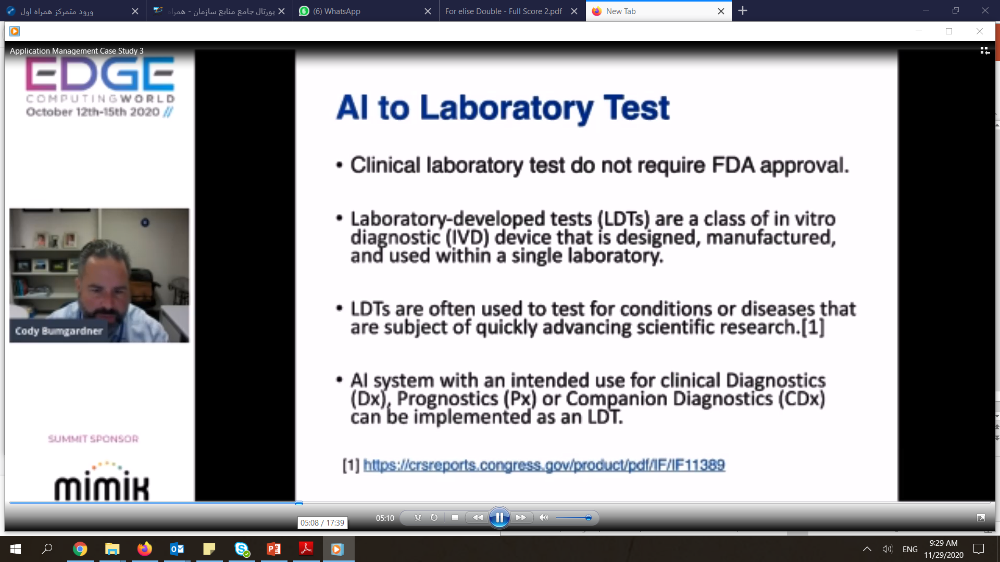 ورود متمرکز همراه اول
پورتال جامع منابع سازمان - همراه
(6) WhatsApp
For elise Double - Full Score 2.pdf
New Tab
Application Management Case Study 3
EDGE
COMPUTINGWORLD
October 12th-15th 2020 //
Cody Bumgardner
SUMMIT SPONSOR
mimik
AI to Laboratory Test
• Clinical laboratory test do not require FDA approval.
• Laboratory-developed tests (LDTs) are a class of in vitro
diagnostic (IVD) device that is designed, manufactured,
and used within a single laboratory.
• LDTs are often used to test for conditions or diseases that
are subject of quickly advancing scientific research.[1]
• AI system with an intended use for clinical Diagnostics
(Dx), Prognostics (Px) or Companion Diagnostics (CDx)
can be implemented as an LDT.
[1] https://crsreports.congress.gov/product/pdf/IF/IF11389
05:08 / 17:39
05:10
ENG
9:29 AM
11/29/2020